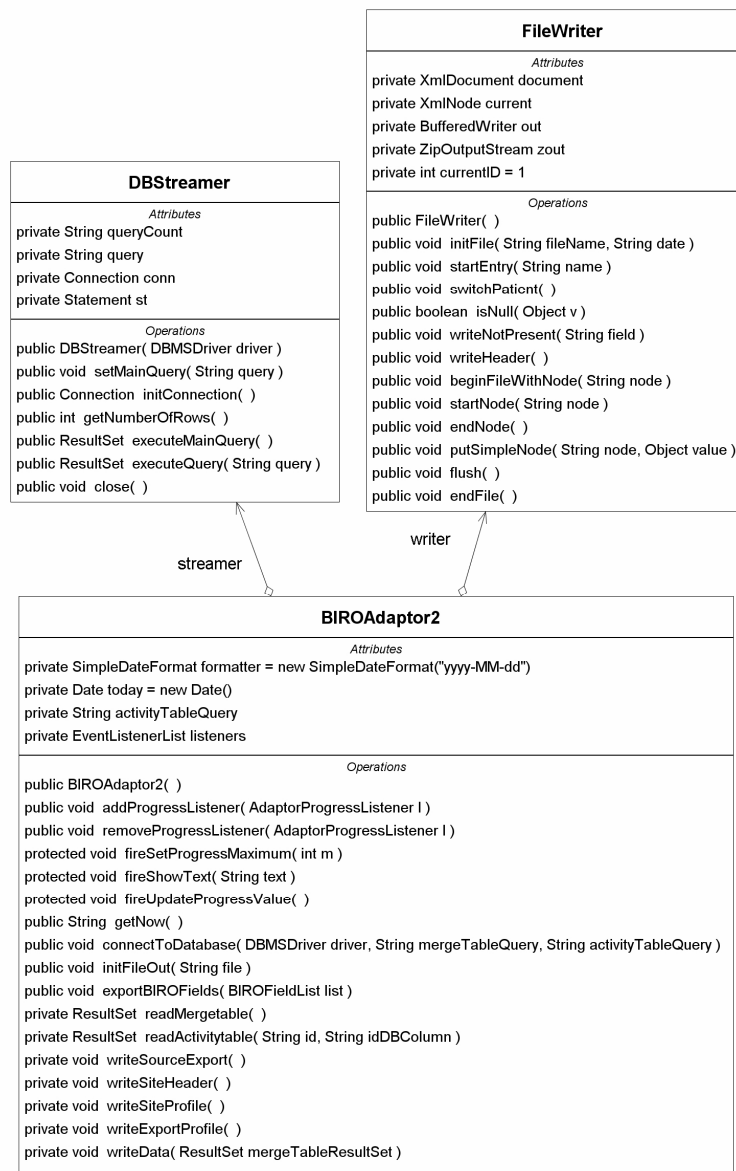 FileWriter
Attributes
private XmlDocument document
private XmlNode current
private BufferedWriter out
private ZipOutputStream zout
private int currentID = 1
Operations
public FileWriter( )
public void initFile( String fileName, String date )
public void startEntry( String name )
public void switchPatient( )
public boolean isNull( Object v )
public void writeNotPresent( String field )
public void writeHeader( )
public void beginFileWithNode( String node )
public void startNode( String node )
public void endNode( )
public void putSimpleNode( String node, Object value )
public void flush( )
public void endFile( )
DBStreamer
Attributes
private String queryCount
private String query
private Connection conn
private Statement st
Operations
public DBStreamer( DBMSDriver driver )
public void setMainQuery( String query )
public Connection initConnection( )
public int getNumberOfRows( )
public ResultSet executeMainQuery( )
public ResultSet executeQuery( String query )
public void close( )
writer
streamer
BIROAdaptor2
Attributes
private SimpleDateFormat formatter = new SimpleDateFormat("yyyy-MM-dd")
private Date today = new Date()
private String activityTableQuery
private EventListenerList listeners
Operations
public BIROAdaptor2( )
public void addProgressListener( AdaptorProgressListener l )
public void removeProgressListener( AdaptorProgressListener l )
protected void fireSetProgressMaximum( int m )
protected void fireShowText( String text )
protected void fireUpdateProgressValue( )
public String getNow( )
public void connectToDatabase( DBMSDriver driver, String mergeTableQuery, String activityTableQuery )
public void initFileOut( String file )
public void exportBIROFields( BIROFieldList list )
private ResultSet readMergetable( )
private ResultSet readActivitytable( String id, String idDBColumn )
private void writeSourceExport( )
private void writeSiteHeader( )
private void writeSiteProfile( )
private void writeExportProfile( )
private void writeData( ResultSet mergeTableResultSet )